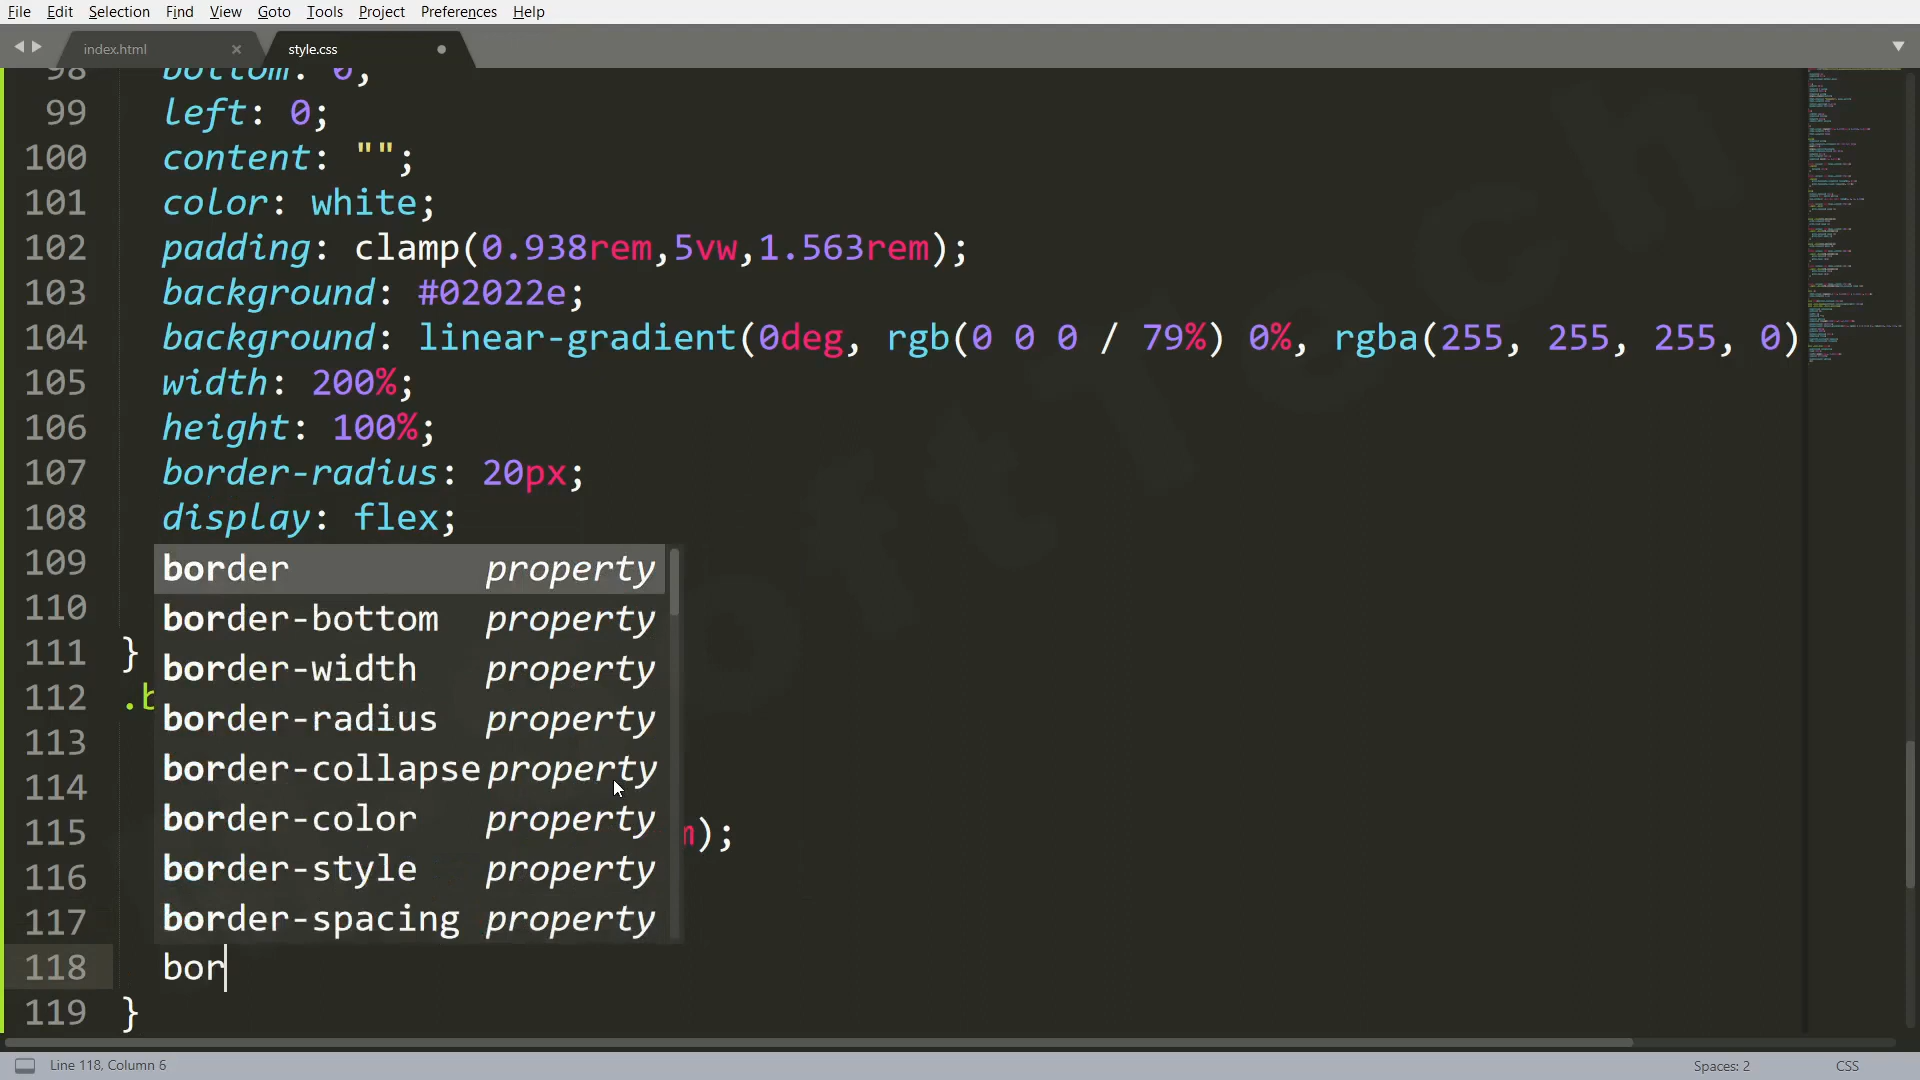 File Edit Selection Find View Goto Tools Project Preferences Help
index.html × style.css
98 bottom: 0;
99 left: 0;
100 content: "";
101 color: white;
102 padding: clamp(0.938rem,5vw,1.563rem);
103 background: #02022e;
104 background: linear-gradient(0deg, rgb(0 0 0 / 79%) 0%, rgba(255, 255, 255, 0)
105 width: 200%;
106 height: 100%;
107 border-radius: 20px;
108 display: flex;
109 border property
110 border-bottom property
111 } border-width property
112 .b border-radius property
113 border-collapse property
114 border-color property
115 m);
116 border-style property
117 border-spacing property
118 bor
119 }
Line 118, Column 6 Spaces: 2 CSS